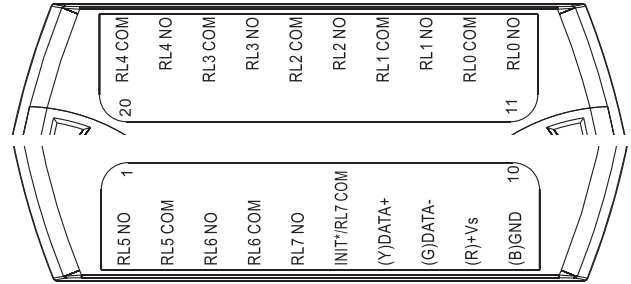 RL4 COM
RL4 NO
RL3 COM
RL3 NO
RL2 COM
RL2 NO
RL1 COM
RL1 NO
RL0 COM
RL0 NO
20
11
1
10
RL5 NO
RL5 COM
RL6 NO
RL6 COM
RL7 NO
INIT*/RL7 COM
(Y)DATA+
(G)DATA-
(R)+Vs
(B)GND